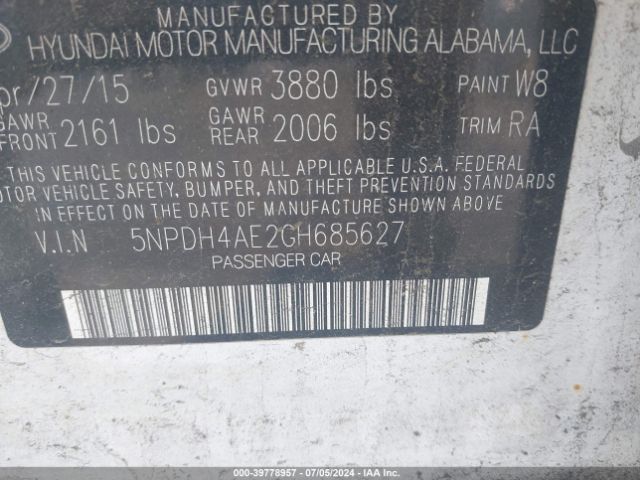 MANUFACTURED BY
HYUNDAI MOTOR MANUFACTURING ALABAMA, LLC
pr/27/15 GVWR 3880 lbs PAINT W8
GAWR FRONT 2161 lbs GAWR REAR 2006 lbs TRIM RA
THIS VEHICLE CONFORMS TO ALL APPLICABLE U.S.A. FEDERAL
OTOR VEHICLE SAFETY, BUMPER, AND THEFT PREVENTION STANDARDS
IN EFFECT ON THE DATE OF MANUFACTURE SHOWN ABOVE
V.I.N 5NPDH4AE2GH685627
PASSENGER CAR
000-39778957 - 07/05/2024 - IAA Inc.